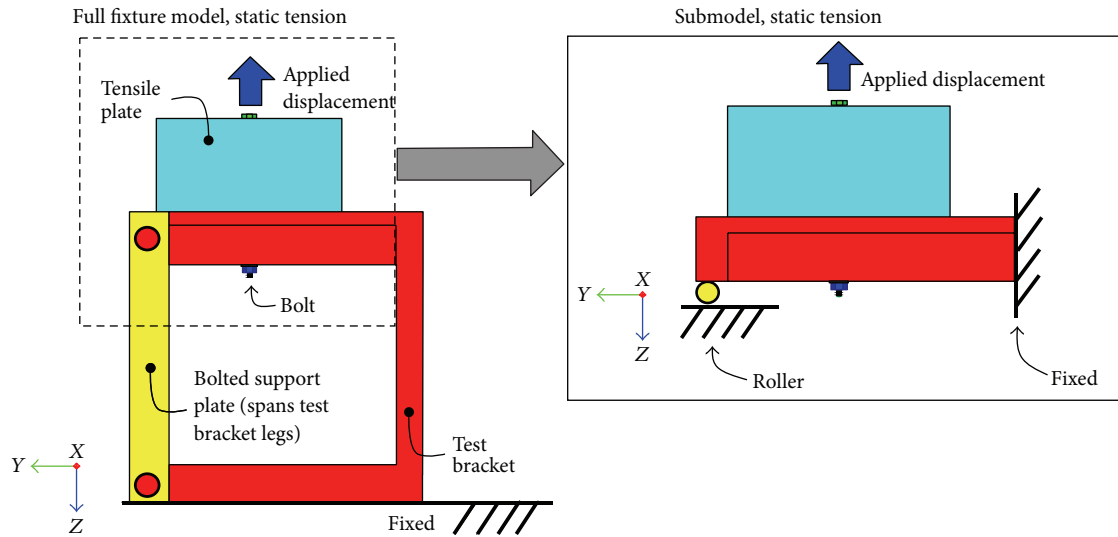 Full fixture model, static tension
Tensile
plate
Applied
displacement
Bolt
Bolted support
plate (spans test
bracket legs)
Test
bracket
Y
X
Z
Fixed
Submodel, static tension
Applied displacement
Y
X
Z
Roller
Fixed